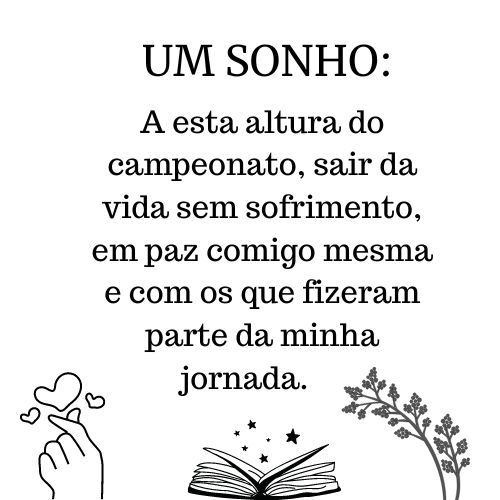 UM SONHO:
A esta altura do
campeonato, sair da
vida sem sofrimento,
em paz comigo mesma
e com os que fizeram
parte da minha
jornada.